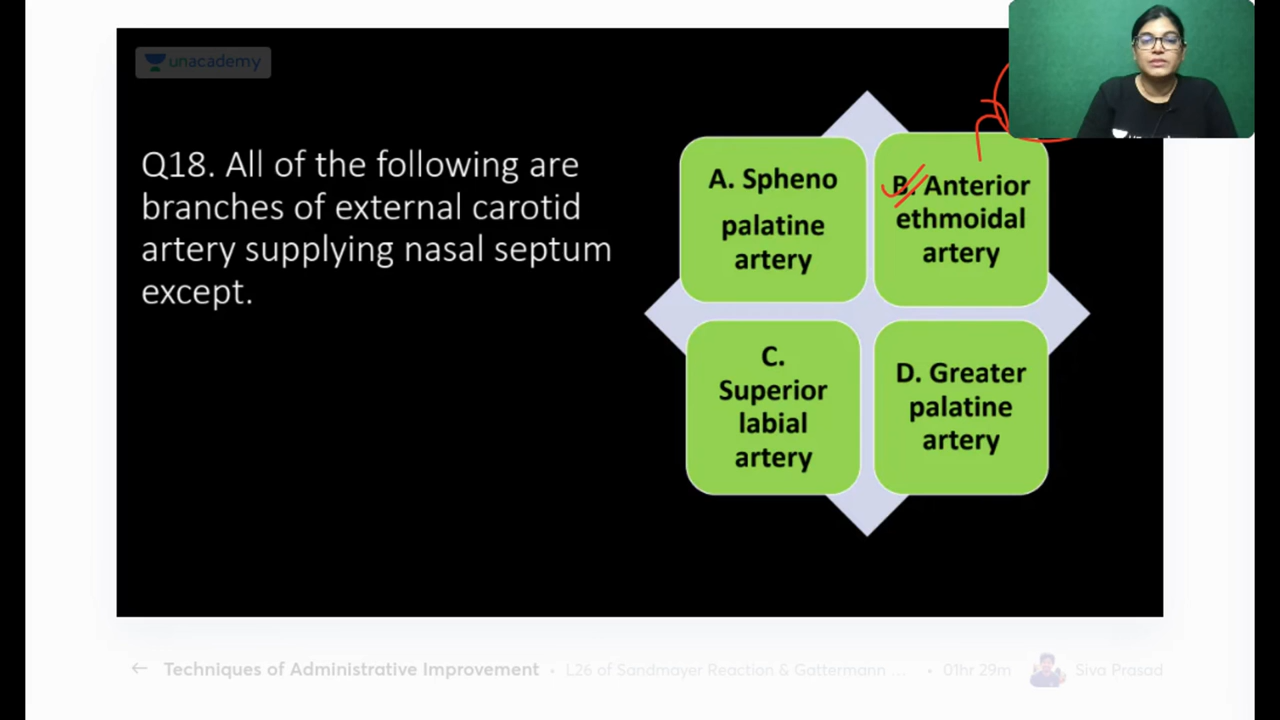 unacademy
Q18. All of the following are
branches of external carotid
artery supplying nasal septum
except.
A. Spheno
palatine
artery
B. Anterior
ethmoidal
artery
C.
Superior
labial
artery
D. Greater
palatine
artery
Techniques of Administrative Improvement • L26 of Sandmayer Reaction & Gattermann ... • 01hr 29m Siva Prasad